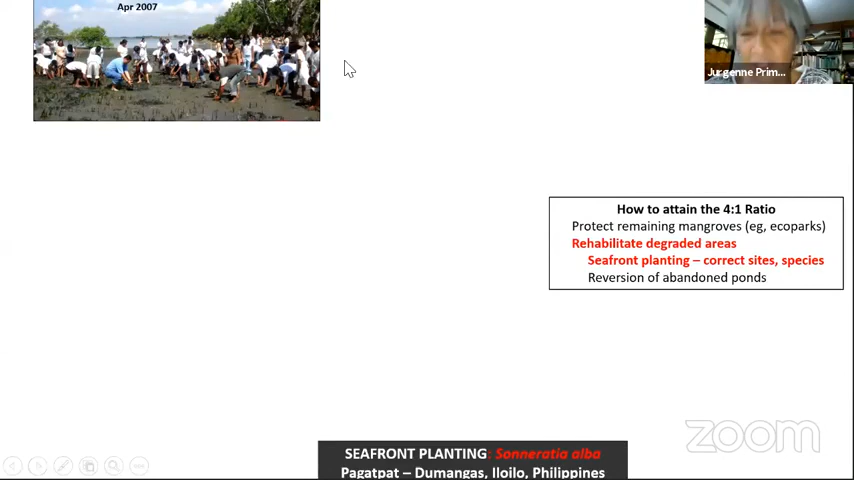 Apr 2007
Jurgenne Prim...
How to attain the 4:1 Ratio
Protect remaining mangroves (eg, ecoparks)
Rehabilitate degraded areas
Seafront planting – correct sites, species
Reversion of abandoned ponds
zoom
SEAFRONT PLANTING: Sonneratia alba
Pagatpat – Dumangas, Iloilo, Philippines